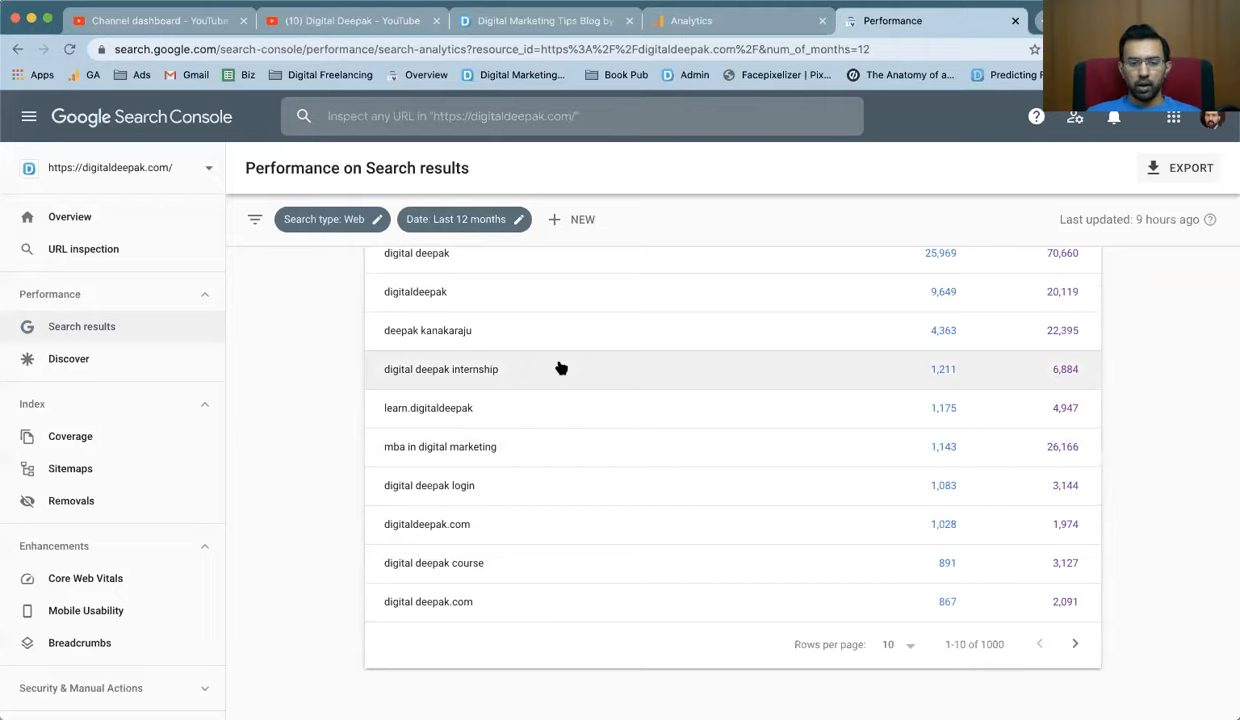 Channel dashboard - YouTube
(10) Digital Deepak - YouTube
Digital Marketing Tips Blog by
Analytics
Performance
search.google.com/search-console/performance/search-analytics?resource_id=https%3A%2F%2Fdigitaldeepak.com%2F&num_of_months=12
Apps
GA
Ads
Gmail
Biz
Digital Freelancing
Overview
Digital Marketing...
Book Pub
Admin
Facepixelizer | Pix...
The Anatomy of a...
Predicting
Google Search Console
Inspect any URL in "https://digitaldeepak.com/"
https://digitaldeepak.com/
Performance on Search results
EXPORT
Overview
Search type: Web
Date: Last 12 months
NEW
Last updated: 9 hours ago
URL inspection
Performance
Search results
Discover
Index
Coverage
Sitemaps
Removals
Enhancements
Core Web Vitals
Mobile Usability
Breadcrumbs
Security & Manual Actions
digital deepak 25,969 70,660
digitaldeepak 9,649 20,119
deepak kanakaraju 4,363 22,395
digital deepak internship 1,211 6,884
learn.digitaldeepak 1,175 4,947
mba in digital marketing 1,143 26,166
digital deepak login 1,083 3,144
digitaldeepak.com 1,028 1,974
digital deepak course 891 3,127
digital deepak.com 867 2,091
Rows per page: 10 1-10 of 1000